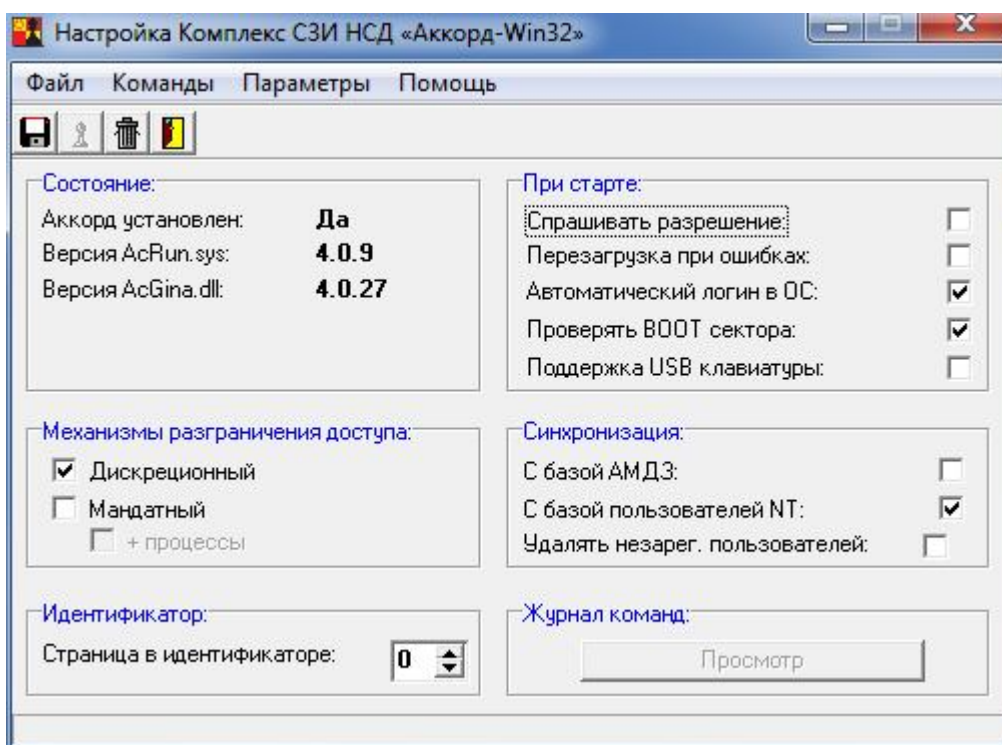 Настройка Комплекс СЗИ НСД «Аккорд-Win32»
Файл Команды Параметры Помощь
Состояние:
Аккорд установлен: Да
Версия AcRun.sys: 4.0.9
Версия AcGina.dll: 4.0.27
При старте:
Спрашивать разрешение:
Перезагрузка при ошибках:
Автоматический логин в ОС:
Проверять BOOT сектора:
Поддержка USB клавиатуры:
Механизмы разграничения доступа:
Дискреционный
Мандатный
+ процессы
Синхронизация:
С базой АМДЗ:
С базой пользователей NT:
Удалять незарег. пользователей:
Идентификатор:
Страница в идентификаторе: 0
Журнал команд:
Просмотр